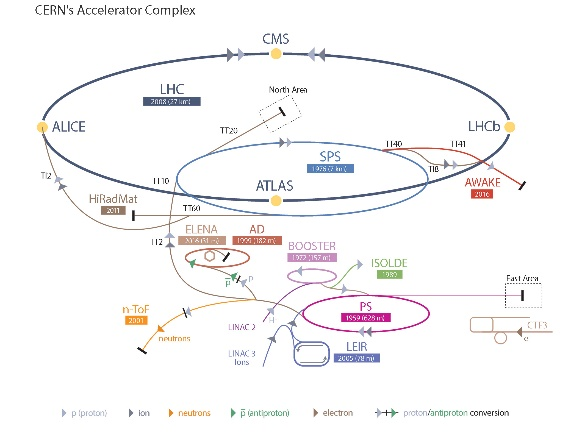 CERN's Accelerator Complex
CMS
LHC
2008 (27 km)
North Area
ALICE
LHCb
TT20
TT40
TT41
SPS
1976 (7 km)
TI8
TI2
TT10
ATLAS
AWAKE
2016
HiRadMat
2011
TT60
ELENA
2016 (31 m)
AD
1999 (182 m)
TT2
BOOSTER
1972 (157 m)
ISOLDE
1989
p
p̅
East Area
n-ToF
2001
PS
1959 (628 m)
H⁻
LINAC 2
neutrons
CTF3
e⁻
LINAC 3
Ions
LEIR
2005 (78 m)
p (proton)
ion
neutrons
p̅ (antiproton)
electron
proton/antiproton conversion